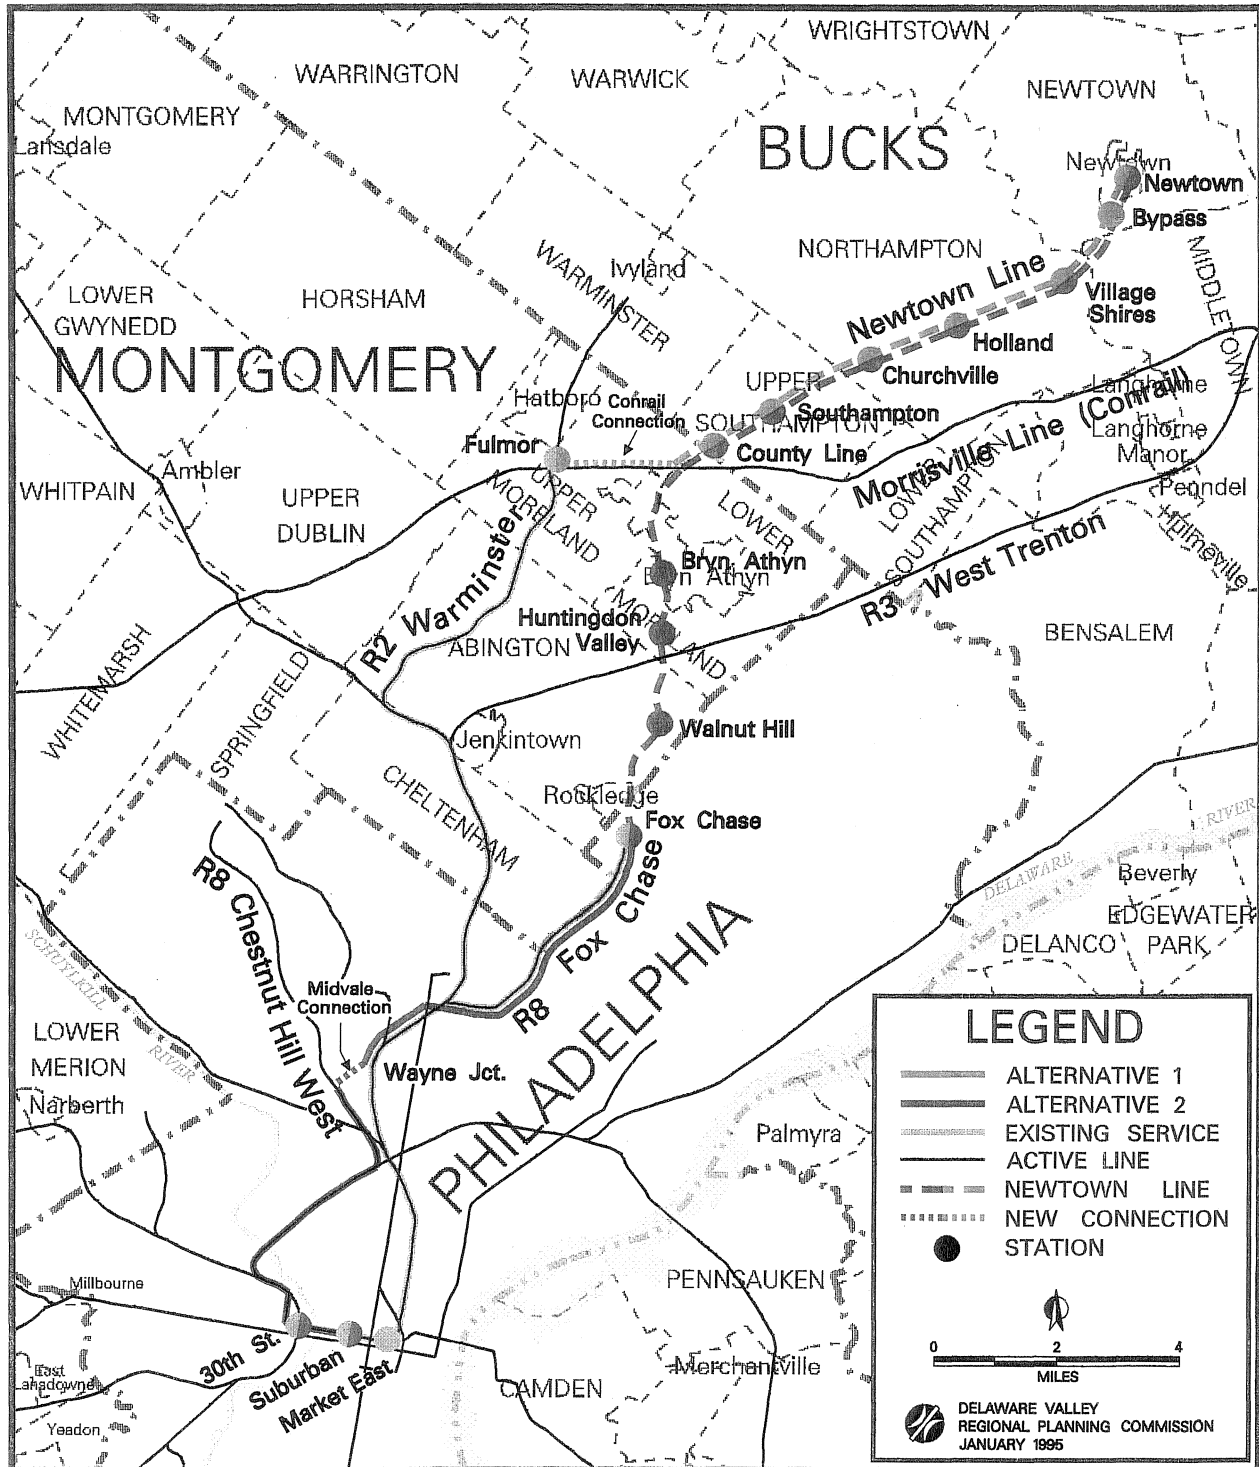 WRIGHTSTOWN
WARRINGTON
WARWICK
NEWTOWN
MONTGOMERY
Lansdale
BUCKS
Newtown
Newtown
Bypass
NORTHAMPTON
MIDDLETOWN
WARMINSTER
Ivyland
Newtown Line
Village
Shires
LOWER
GWYNEDD
HORSHAM
Holland
MONTGOMERY
Churchville
UPPER
SOUTHAMPTON
Langhorne
Hatboro
Conrail
Connection
Southampton
Morrisville Line (Conrail)
Langhorne
Manor
Fulmor
County Line
Ambler
WHITPAIN
UPPER
DUBLIN
UPPER
MORELAND
LOWER
MORELAND
LOWER
SOUTHAMPTON
Penndel
Hulmeville
Bryn Athyn
Bryn Athyn
R2 Warminster
R3 West Trenton
Huntingdon
Valley
ABINGTON
BENSALEM
WHITEMARSH
SPRINGFIELD
Walnut Hill
Jenkintown
CHELTENHAM
Rockledge
Fox Chase
R8 Chestnut Hill West
R8 Fox Chase
DELAWARE RIVER
Beverly
EDGEWATER
PARK
DELANCO
SCHUYLKILL RIVER
Midvale
Connection
PHILADELPHIA
LOWER
MERION
Narberth
Wayne Jct.
Palmyra
Millbourne
PENNSAUKEN
30th St.
Suburban
Market East
East
Lansdowne
CAMDEN
Merchantville
Yeadon
LEGEND
ALTERNATIVE 1
ALTERNATIVE 2
EXISTING SERVICE
ACTIVE LINE
NEWTOWN LINE
NEW CONNECTION
STATION
0 2 4
MILES
DELAWARE VALLEY
REGIONAL PLANNING COMMISSION
JANUARY 1995